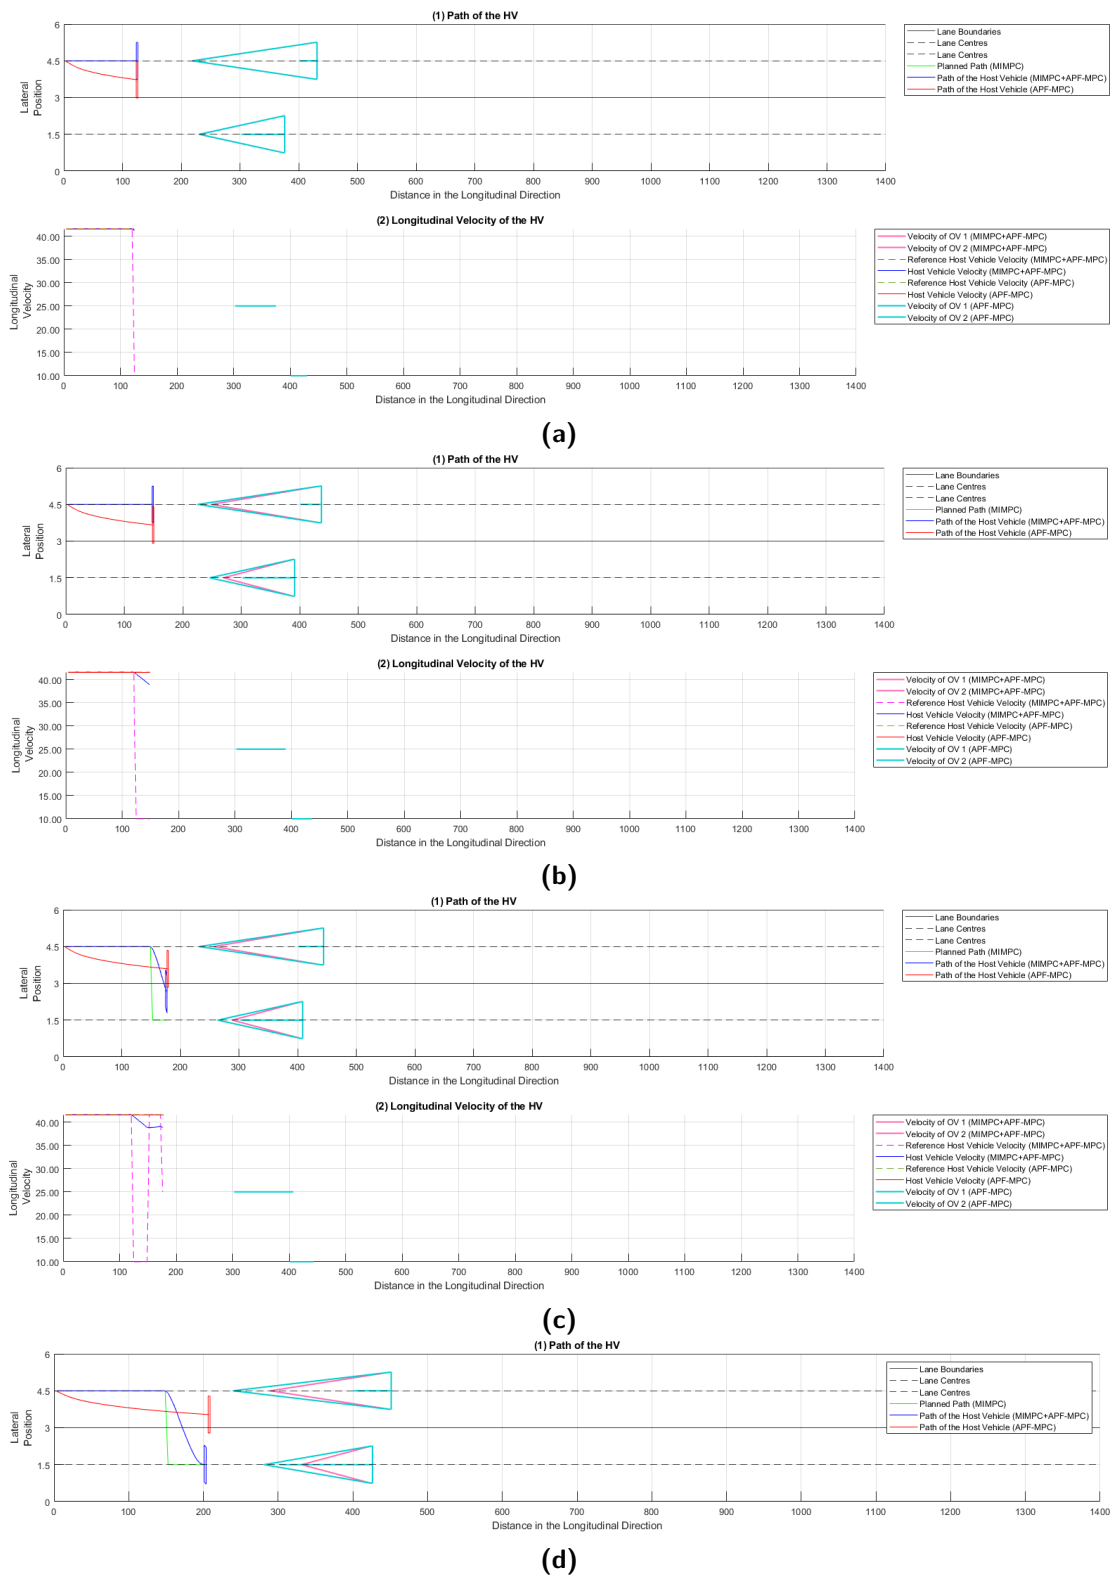 (1) Path of the HV
6
4.5
3
1.5
0
Lateral
Position
0 100 200 300 400 500 600 700 800 900 1000 1100 1200 1300 1400
Distance in the Longitudinal Direction
Lane Boundaries
Lane Centres
Lane Centres
Planned Path (MIMPC)
Path of the Host Vehicle (MIMPC+APF-MPC)
Path of the Host Vehicle (APF-MPC)
(2) Longitudinal Velocity of the HV
40.00
35.00
30.00
25.00
20.00
15.00
10.00
Longitudinal
Velocity
0 100 200 300 400 500 600 700 800 900 1000 1100 1200 1300 1400
Distance in the Longitudinal Direction
Velocity of OV 1 (MIMPC+APF-MPC)
Velocity of OV 2 (MIMPC+APF-MPC)
Reference Host Vehicle Velocity (MIMPC+APF-MPC)
Host Vehicle Velocity (MIMPC+APF-MPC)
Reference Host Vehicle Velocity (APF-MPC)
Host Vehicle Velocity (APF-MPC)
Velocity of OV 1 (APF-MPC)
Velocity of OV 2 (APF-MPC)
(a)
(1) Path of the HV
6
4.5
3
1.5
0
Lateral
Position
0 100 200 300 400 500 600 700 800 900 1000 1100 1200 1300 1400
Distance in the Longitudinal Direction
Lane Boundaries
Lane Centres
Lane Centres
Planned Path (MIMPC)
Path of the Host Vehicle (MIMPC+APF-MPC)
Path of the Host Vehicle (APF-MPC)
(2) Longitudinal Velocity of the HV
40.00
35.00
30.00
25.00
20.00
15.00
10.00
Longitudinal
Velocity
0 100 200 300 400 500 600 700 800 900 1000 1100 1200 1300 1400
Distance in the Longitudinal Direction
Velocity of OV 1 (MIMPC+APF-MPC)
Velocity of OV 2 (MIMPC+APF-MPC)
Reference Host Vehicle Velocity (MIMPC+APF-MPC)
Host Vehicle Velocity (MIMPC+APF-MPC)
Reference Host Vehicle Velocity (APF-MPC)
Host Vehicle Velocity (APF-MPC)
Velocity of OV 1 (APF-MPC)
Velocity of OV 2 (APF-MPC)
(b)
(1) Path of the HV
6
4.5
3
1.5
0
Lateral
Position
0 100 200 300 400 500 600 700 800 900 1000 1100 1200 1300 1400
Distance in the Longitudinal Direction
Lane Boundaries
Lane Centres
Lane Centres
Planned Path (MIMPC)
Path of the Host Vehicle (MIMPC+APF-MPC)
Path of the Host Vehicle (APF-MPC)
(2) Longitudinal Velocity of the HV
40.00
35.00
30.00
25.00
20.00
15.00
10.00
Longitudinal
Velocity
0 100 200 300 400 500 600 700 800 900 1000 1100 1200 1300 1400
Distance in the Longitudinal Direction
Velocity of OV 1 (MIMPC+APF-MPC)
Velocity of OV 2 (MIMPC+APF-MPC)
Reference Host Vehicle Velocity (MIMPC+APF-MPC)
Host Vehicle Velocity (MIMPC+APF-MPC)
Reference Host Vehicle Velocity (APF-MPC)
Host Vehicle Velocity (APF-MPC)
Velocity of OV 1 (APF-MPC)
Velocity of OV 2 (APF-MPC)
(c)
(1) Path of the HV
6
4.5
3
1.5
0
Lateral
Position
0 100 200 300 400 500 600 700 800 900 1000 1100 1200 1300 1400
Distance in the Longitudinal Direction
Lane Boundaries
Lane Centres
Lane Centres
Planned Path (MIMPC)
Path of the Host Vehicle (MIMPC+APF-MPC)
Path of the Host Vehicle (APF-MPC)
(d)